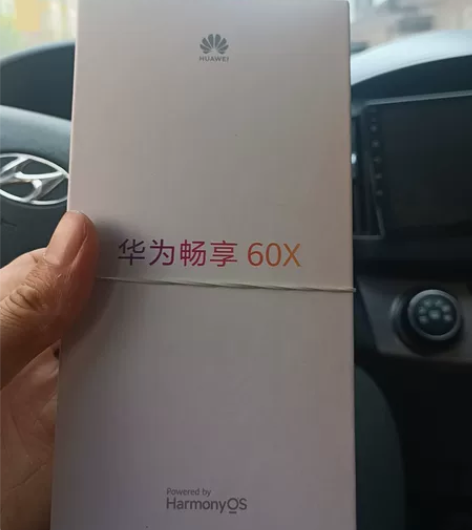 HUAWEI
华为畅享 60X
Powered by
HarmonyOS